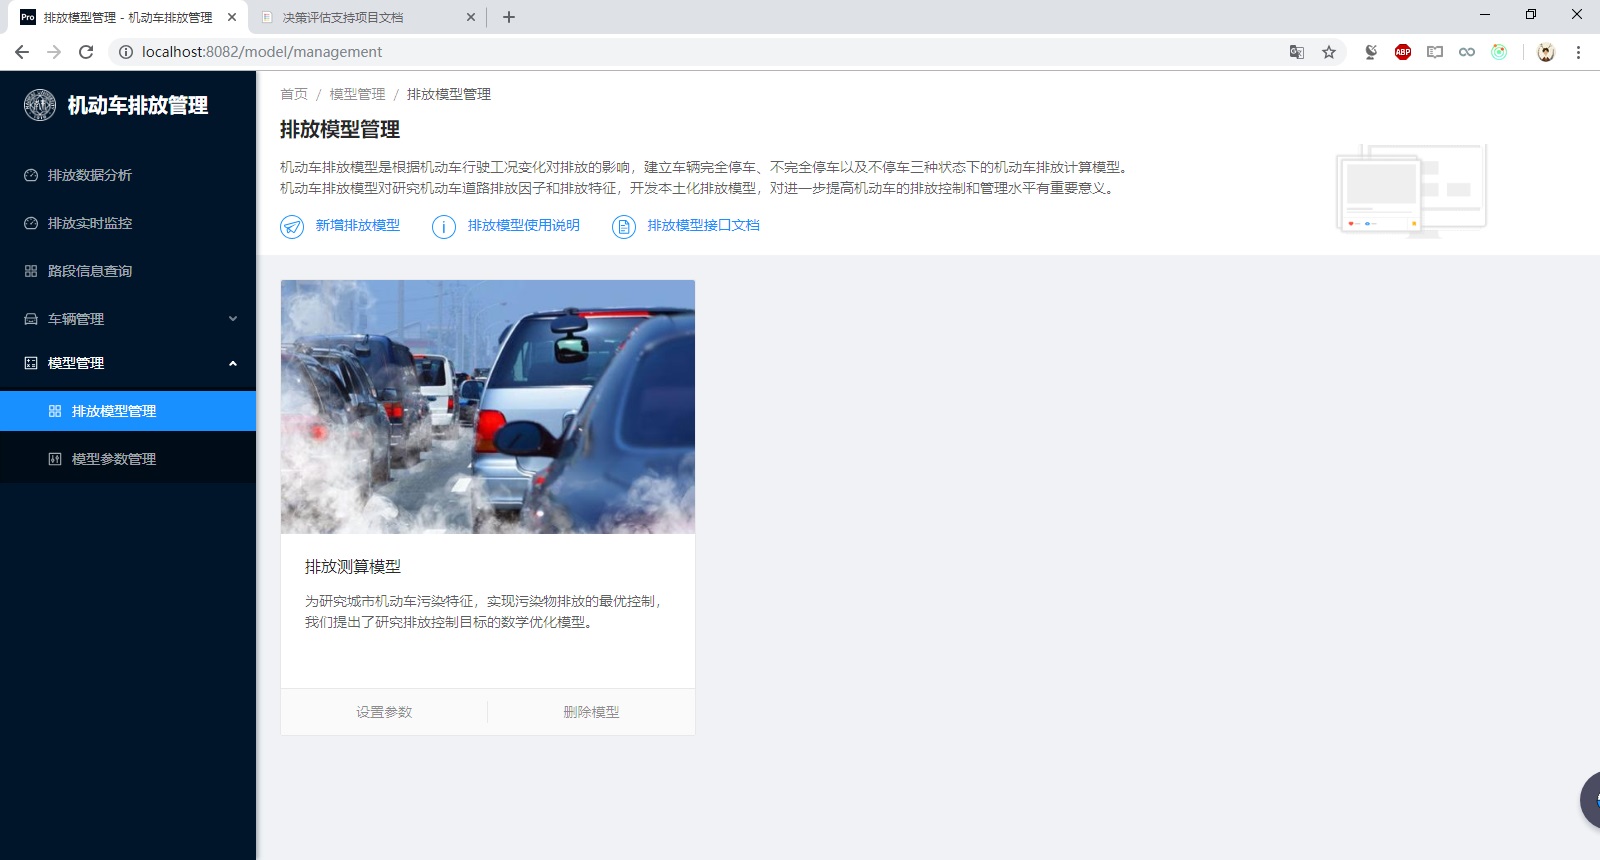 Pro 排放模型管理 - 机动车排放管理
决策评估支持项目文档
localhost:8082/model/management
ABP
机动车排放管理
排放数据分析
排放实时监控
路段信息查询
车辆管理
模型管理
排放模型管理
模型参数管理
首页 / 模型管理 / 排放模型管理
排放模型管理
机动车排放模型是根据机动车行驶工况变化对排放的影响，建立车辆完全停车、不完全停车以及不停车三种状态下的机动车排放计算模型。
机动车排放模型对研究机动车道路排放因子和排放特征，开发本土化排放模型，对进一步提高机动车的排放控制和管理水平有重要意义。
新增排放模型 排放模型使用说明 排放模型接口文档
排放测算模型
为研究城市机动车污染特征，实现污染物排放的最优控制，
我们提出了研究排放控制目标的数学优化模型。
设置参数 删除模型